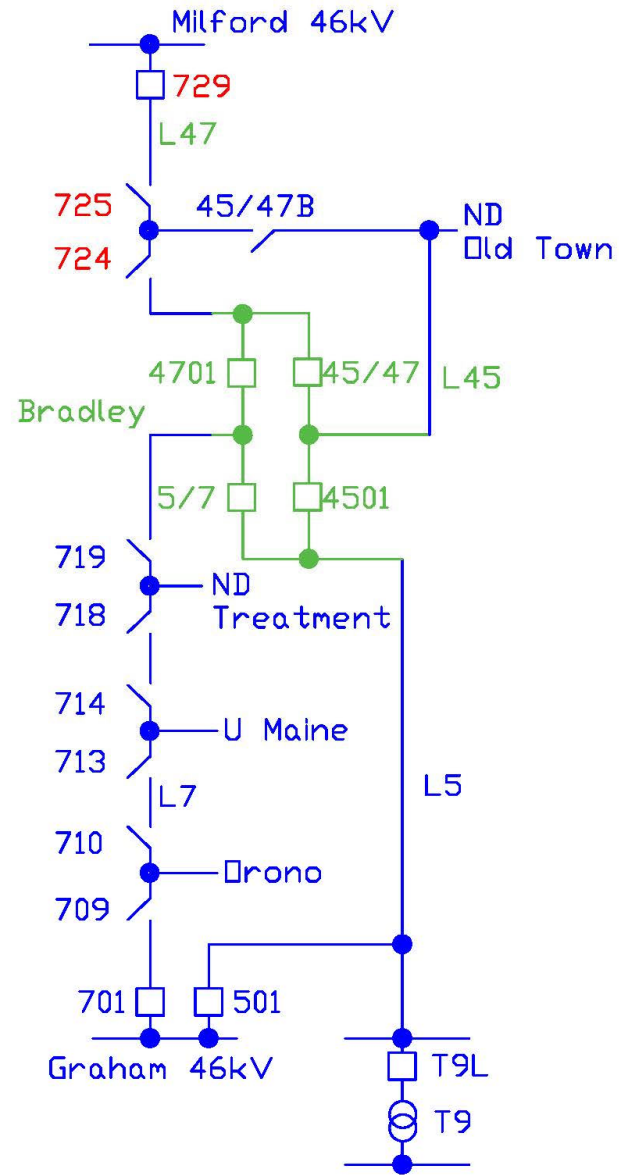 Milford 46kV
729
L47
725
45/47B
ND
Old Town
724
4701
45/47
L45
Bradley
5/7
4501
719
ND
Treatment
718
714
U Maine
713
L7
L5
710
Orono
709
701
501
Graham 46kV
T9L
T9